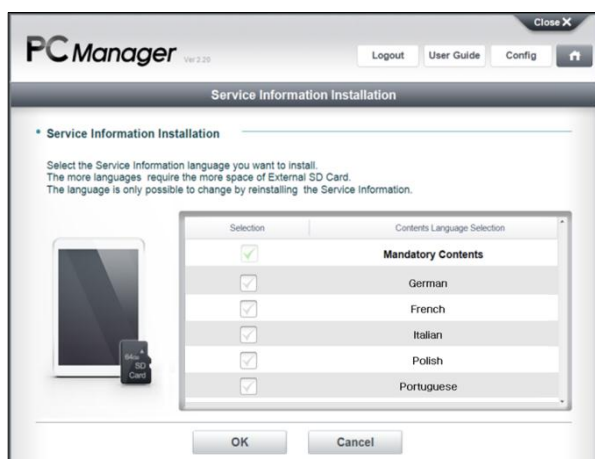 Close X
PC Manager Ver 2.20
Logout User Guide Config
Service Information Installation
* Service Information Installation
Select the Service Information language you want to install.
The more languages require the more space of External SD Card.
The language is only possible to change by reinstalling the Service Information.
Selection Contents Language Selection
Mandatory Contents
German
French
Italian
Polish
Portuguese
64GB
SD
Card
OK Cancel